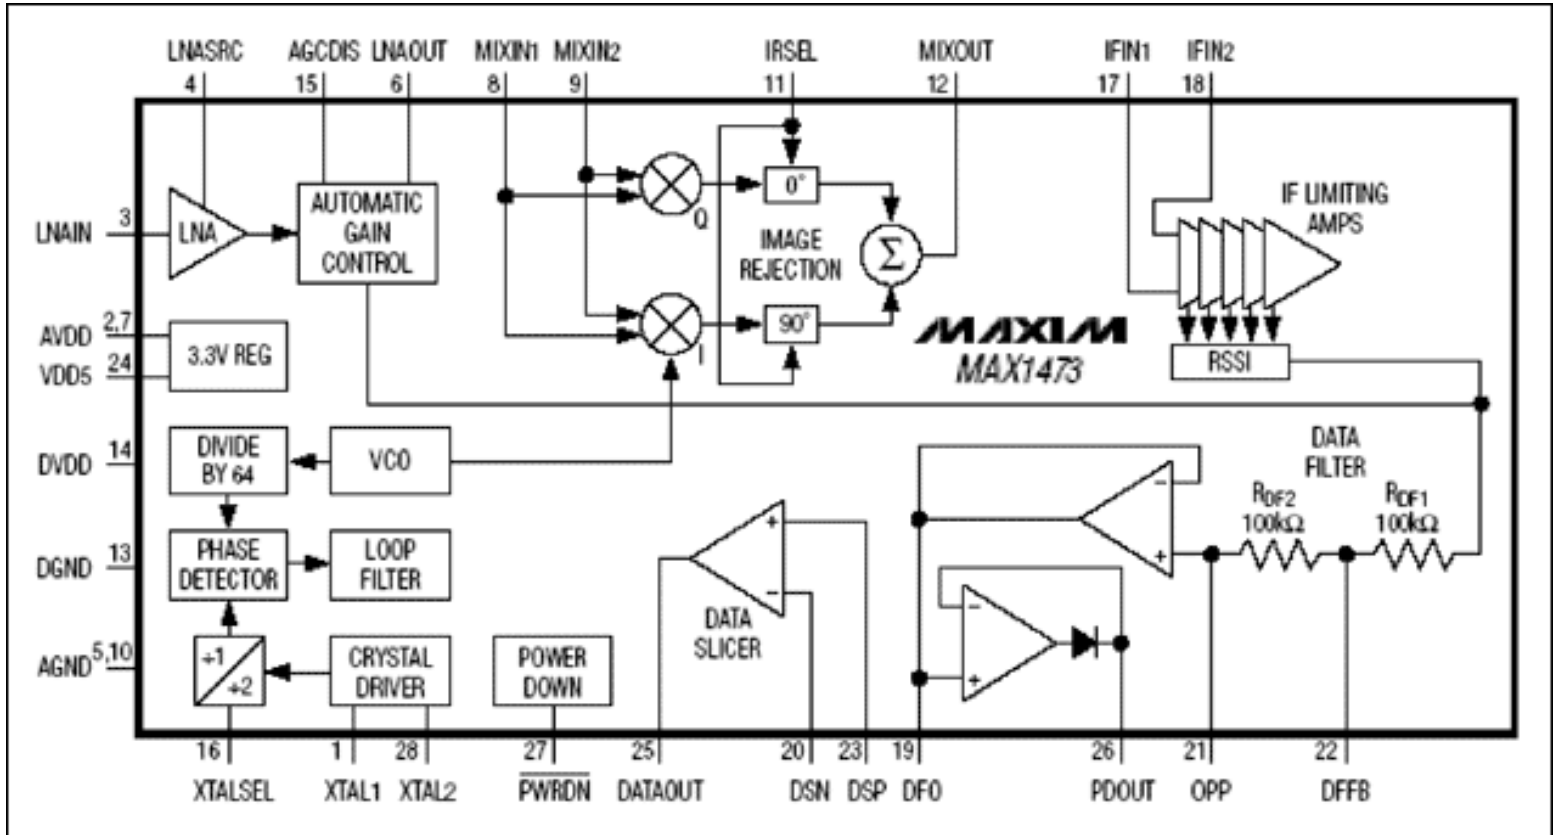 LNASRC AGCDIS LNAOUT MIXIN1 MIXIN2 IRSEL MIXOUT IFIN1 IFIN2
4 15 6 8 9 11 12 17 18
LNAIN 3
LNA
AUTOMATIC
GAIN
CONTROL
Q
0°
IMAGE
REJECTION
Σ
I
90°
IF LIMITING
AMPS
RSSI
MAXIM
MAX1473
AVDD 2,7
VDD5 24
3.3V REG
DVDD 14
DIVIDE
BY 64
VCO
DGND 13
PHASE
DETECTOR
LOOP
FILTER
AGND 5,10
÷1
÷2
CRYSTAL
DRIVER
POWER
DOWN
+
−
DATA
SLICER
−
+
−
+
DATA
FILTER
RDF2
100kΩ
RDF1
100kΩ
16 1 28 27 25 20 23 19 26 21 22
XTALSEL XTAL1 XTAL2 PWRDN DATAOUT DSN DSP DFO PDOUT OPP DFFB